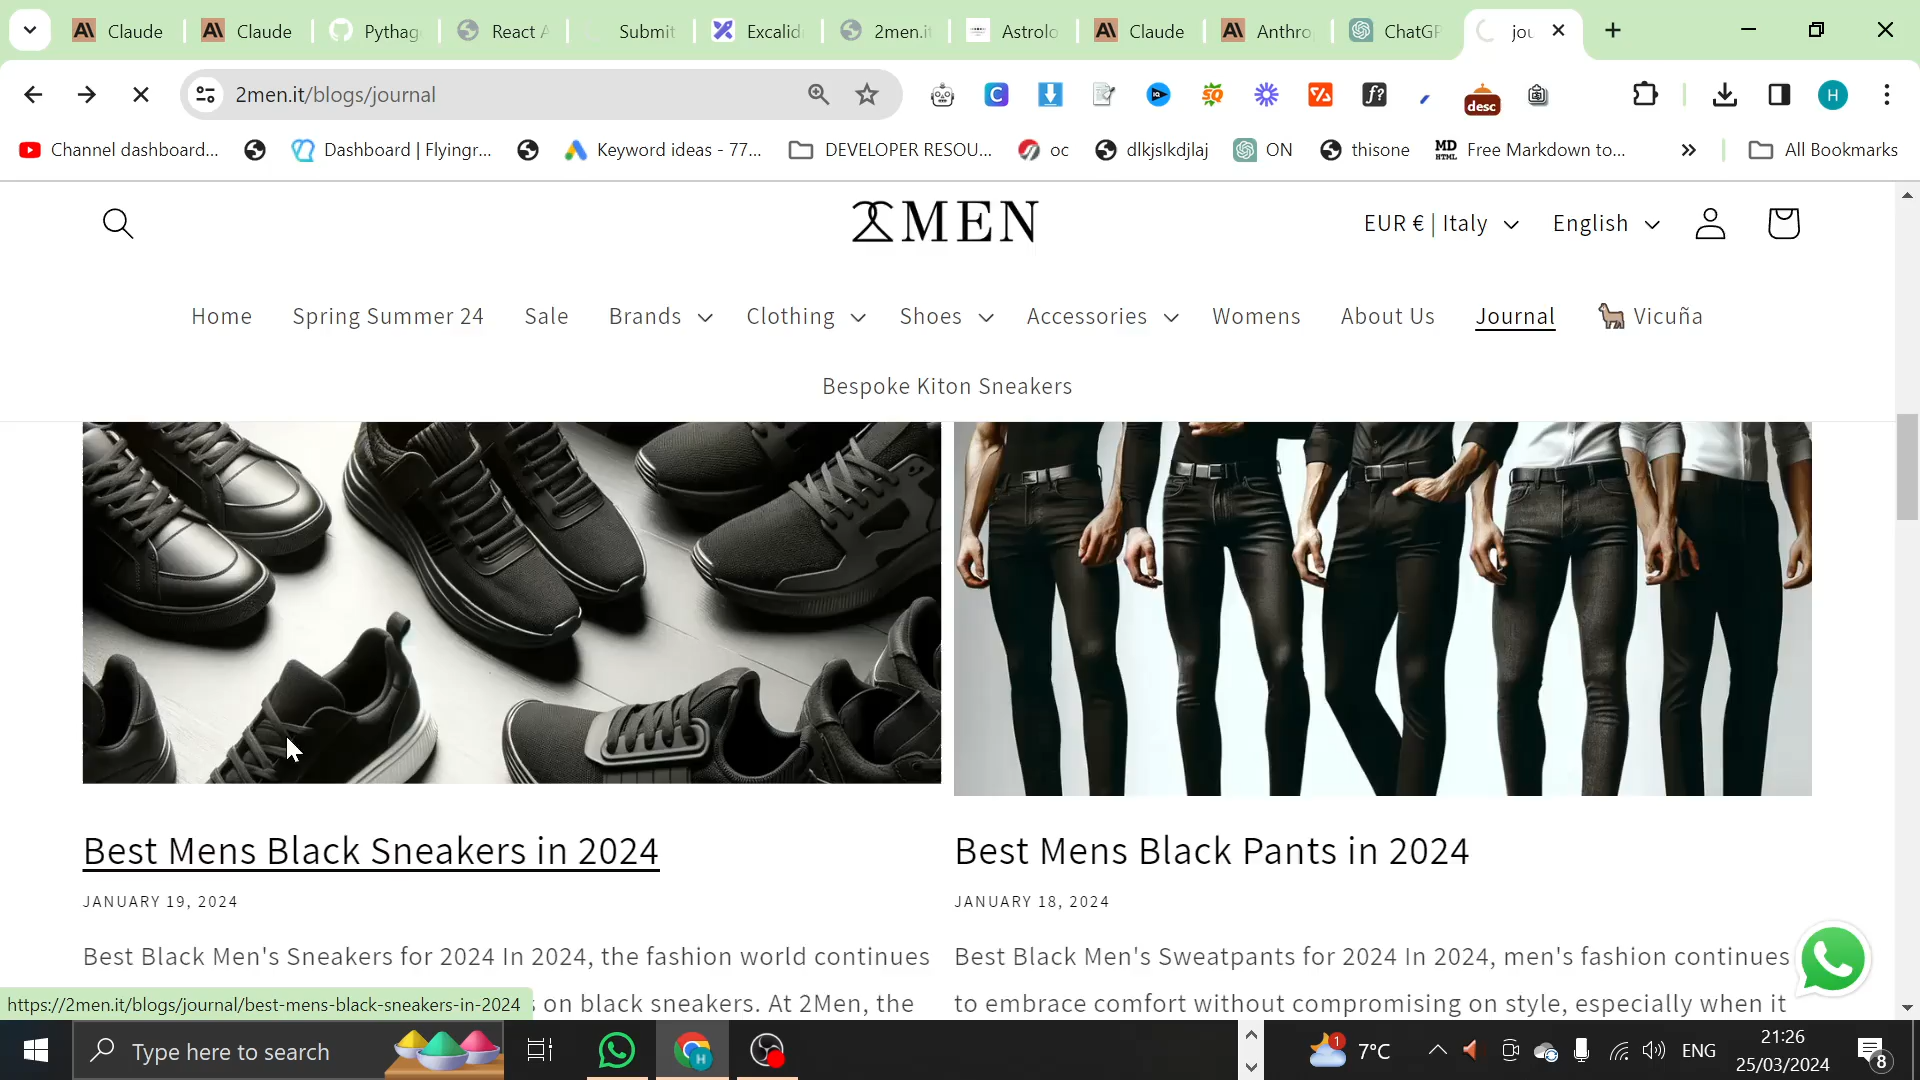 Claude
Claude
Pythag
React A
Submit
Excalid
2men.it
Astrolo
Claude
Anthro
ChatGP
jou
2men.it/blogs/journal
desc
H
Channel dashboard...
Dashboard | Flyingr...
Keyword ideas - 77...
DEVELOPER RESOU...
oc
dlkjslkdjlaj
ON
thisone
Free Markdown to...
All Bookmarks
2MEN
EUR € | Italy
English
Home
Spring Summer 24
Sale
Brands
Clothing
Shoes
Accessories
Womens
About Us
Journal
Vicuña
Bespoke Kiton Sneakers
Best Mens Black Sneakers in 2024
Best Mens Black Pants in 2024
JANUARY 19, 2024
JANUARY 18, 2024
Best Black Men's Sneakers for 2024 In 2024, the fashion world continues
Best Black Men's Sweatpants for 2024 In 2024, men's fashion continues
https://2men.it/blogs/journal/best-mens-black-sneakers-in-2024
on black sneakers. At 2Men, the
to embrace comfort without compromising on style, especially when it
Type here to search
1
7°C
ENG
21:26
25/03/2024
8